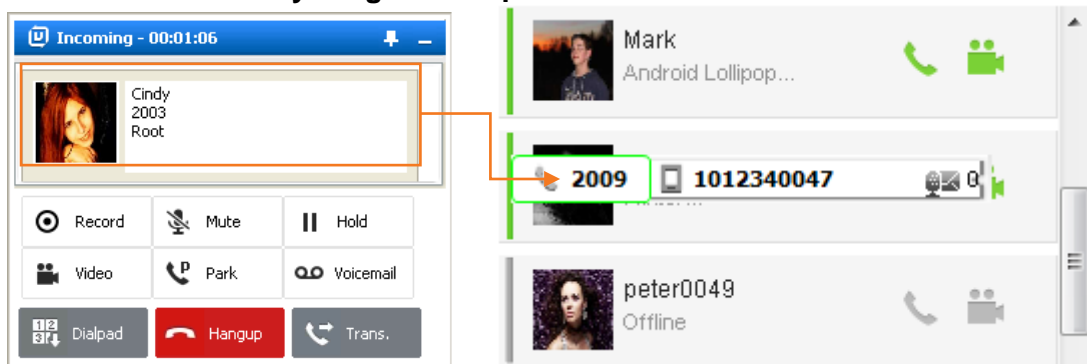 Incoming - 00:01:06
Cindy
2003
Root
Record Mute Hold
Video Park Voicemail
Dialpad Hangup Trans.
Mark
Android Lollipop...
2009 1012340047 0
peter0049
Offline